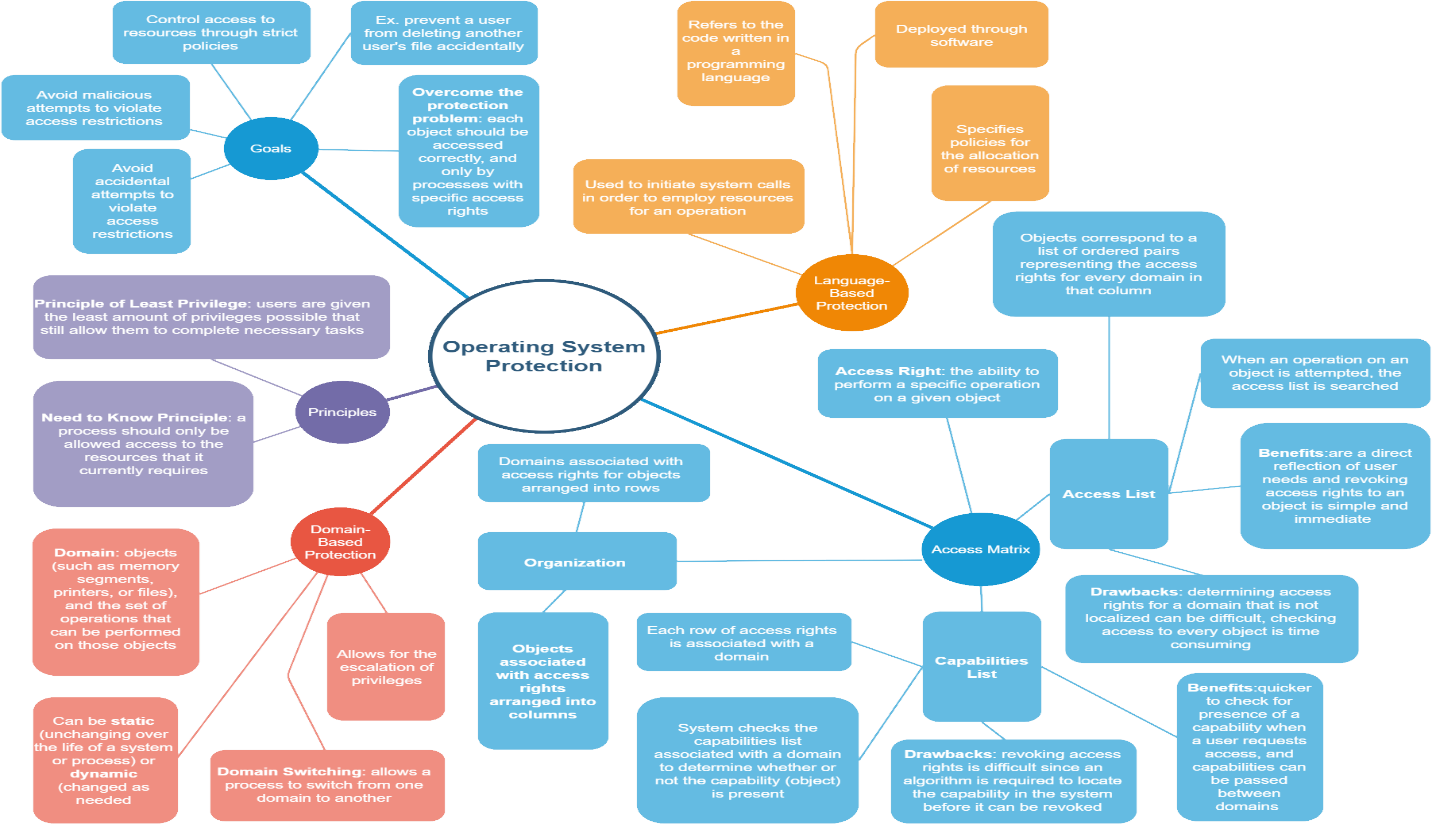 Control access to
resources through strict
policies
Ex. prevent a user
from deleting another
user's file accidentally
Avoid malicious
attempts to violate
access restrictions
Goals
Overcome the
protection
problem: each
object should be
accessed
correctly, and
only by
processes with
specific access
rights
Avoid
accidental
attempts to
violate
access
restrictions
Refers to the
code written in
a
programming
language
Deployed through
software
Specifies
policies for
the allocation
of resources
Used to initiate system calls
in order to employ resources
for an operation
Language-
Based
Protection
Operating System
Protection
Principle of Least Privilege: users are given
the least amount of privileges possible that
still allow them to complete necessary tasks
Principles
Need to Know Principle: a
process should only be
allowed access to the
resources that it
currently requires
Domain-
Based
Protection
Domain: objects
(such as memory
segments,
printers, or files),
and the set of
operations that
can be performed
on those objects
Allows for the
escalation of
privileges
Can be static
(unchanging over
the life of a system
or process) or
dynamic
(changed as
needed
Domain Switching: allows a
process to switch from one
domain to another
Objects correspond to a
list of ordered pairs
representing the access
rights for every domain in
that column
Access Right: the ability to
perform a specific operation
on a given object
When an operation on an
object is attempted, the
access list is searched
Access List
Benefits:are a direct
reflection of user
needs and revoking
access rights to an
object is simple and
immediate
Drawbacks: determining access
rights for a domain that is not
localized can be difficult, checking
access to every object is time
consuming
Access Matrix
Domains associated with
access rights for objects
arranged into rows
Organization
Objects
associated
with access
rights
arranged into
columns
Each row of access rights
is associated with a
domain
Capabilities
List
System checks the
capabilities list
associated with a domain
to determine whether or
not the capability (object)
is present
Drawbacks: revoking access
rights is difficult since an
algorithm is required to locate
the capability in the system
before it can be revoked
Benefits:quicker
to check for
presence of a
capability when
a user requests
access, and
capabilities can
be passed
between
domains